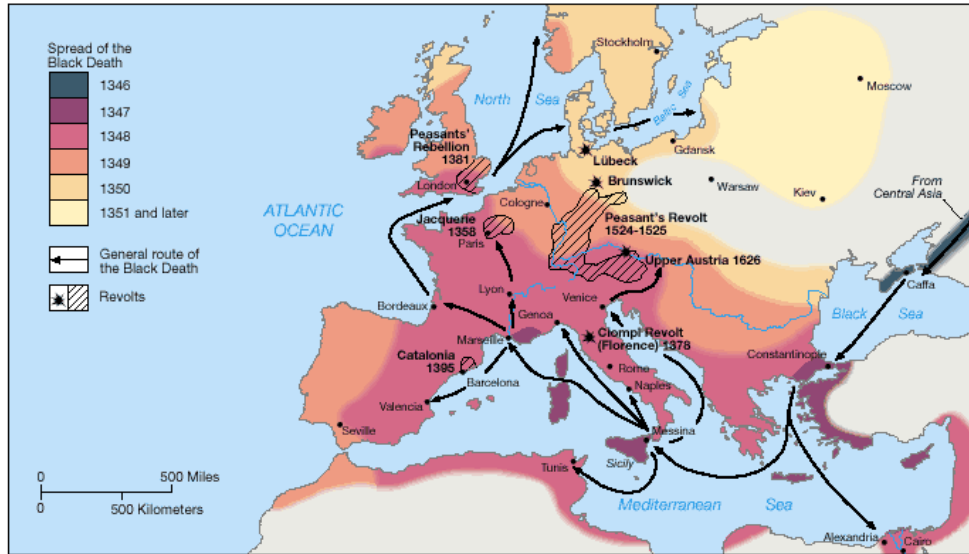 Spread of the
Black Death
1346
1347
1348
1349
1350
1351 and later
General route of
the Black Death
Revolts
ATLANTIC
OCEAN
North Sea
Baltic Sea
Stockholm
Moscow
Peasants'
Rebellion
1381
London
Lübeck
Gdansk
Brunswick
Warsaw
Kiev
From
Central Asia
Cologne
Peasant's Revolt
1524-1525
Jacquerie
1358
Paris
Upper Austria 1626
Caffa
Lyon
Venice
Bordeaux
Genoa
Black Sea
Marseille
Ciompi Revolt
(Florence) 1378
Constantinople
Catalonia
1395
Barcelona
Rome
Naples
Valencia
Seville
Messina
Sicily
Tunis
Mediterranean Sea
Alexandria
Cairo
0 500 Miles
0 500 Kilometers